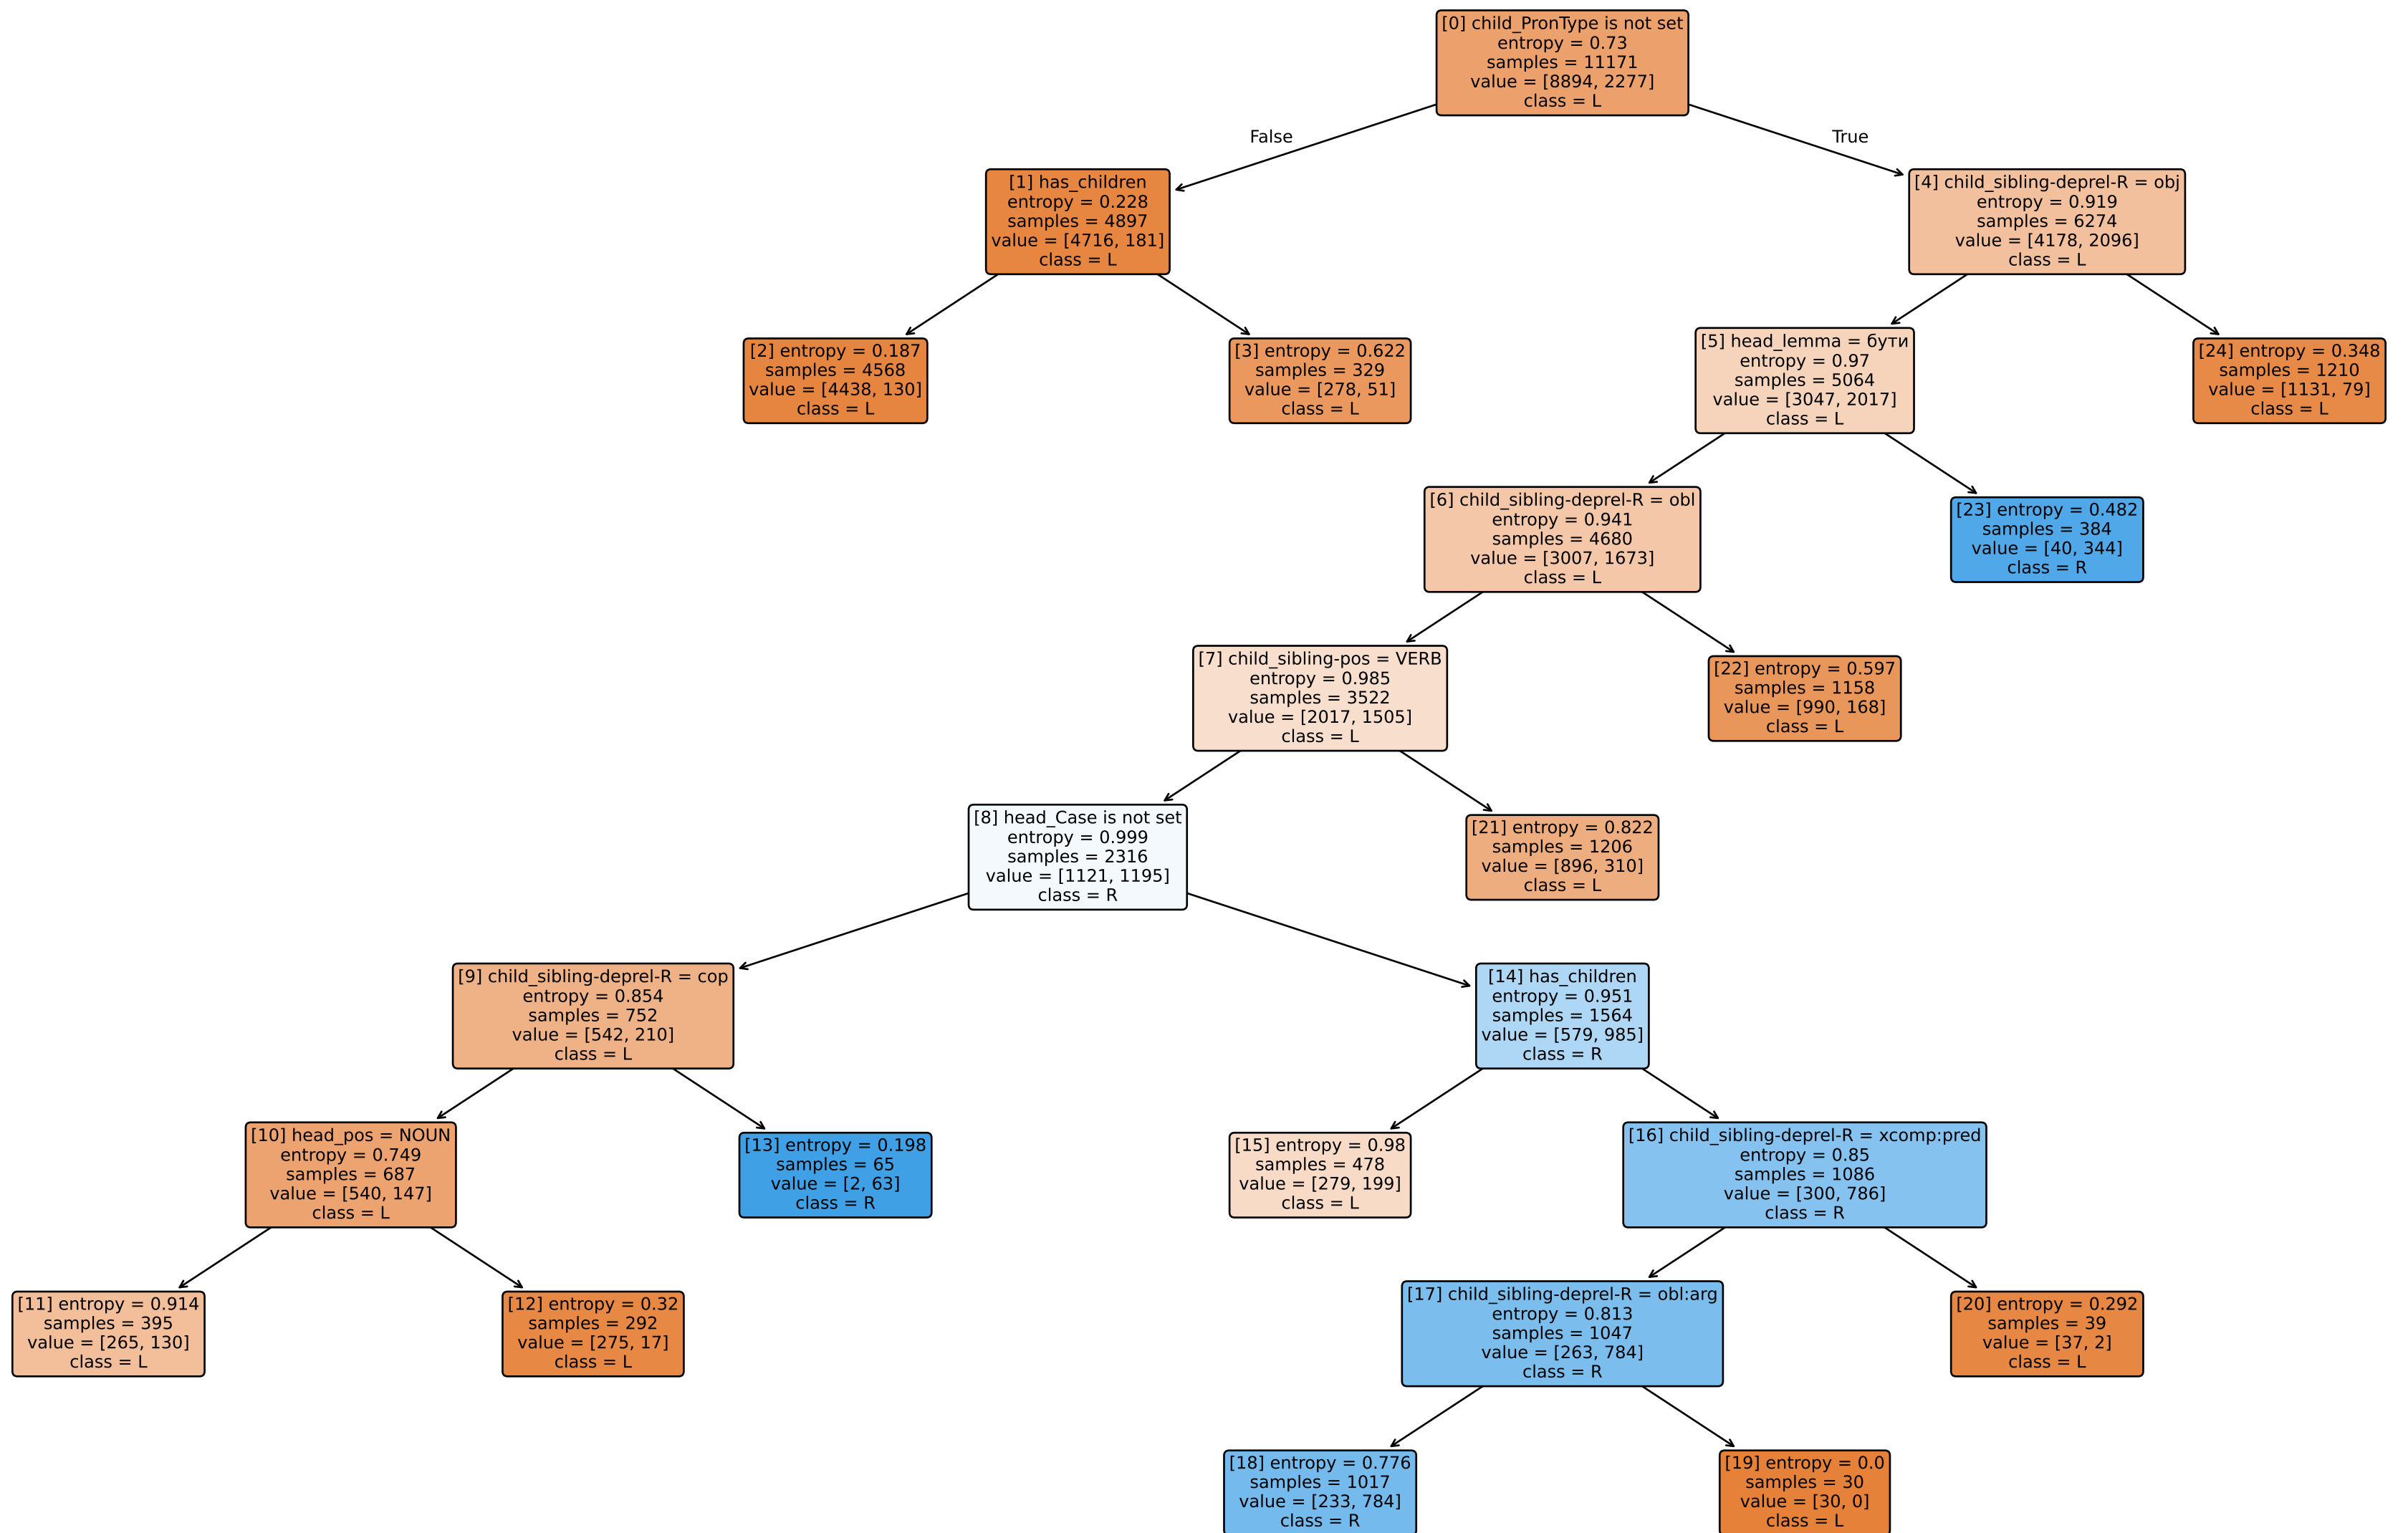 [0] child_PronType is not set
entropy = 0.73
samples = 11171
value = [8894, 2277]
class = L
False
True
[1] has_children
entropy = 0.228
samples = 4897
value = [4716, 181]
class = L
[4] child_sibling-deprel-R = obj
entropy = 0.919
samples = 6274
value = [4178, 2096]
class = L
[2] entropy = 0.187
samples = 4568
value = [4438, 130]
class = L
[3] entropy = 0.622
samples = 329
value = [278, 51]
class = L
[5] head_lemma = бути
entropy = 0.97
samples = 5064
value = [3047, 2017]
class = L
[24] entropy = 0.348
samples = 1210
value = [1131, 79]
class = L
[6] child_sibling-deprel-R = obl
entropy = 0.941
samples = 4680
value = [3007, 1673]
class = L
[23] entropy = 0.482
samples = 384
value = [40, 344]
class = R
[7] child_sibling-pos = VERB
entropy = 0.985
samples = 3522
value = [2017, 1505]
class = L
[22] entropy = 0.597
samples = 1158
value = [990, 168]
class = L
[8] head_Case is not set
entropy = 0.999
samples = 2316
value = [1121, 1195]
class = R
[21] entropy = 0.822
samples = 1206
value = [896, 310]
class = L
[9] child_sibling-deprel-R = cop
entropy = 0.854
samples = 752
value = [542, 210]
class = L
[14] has_children
entropy = 0.951
samples = 1564
value = [579, 985]
class = R
[10] head_pos = NOUN
entropy = 0.749
samples = 687
value = [540, 147]
class = L
[13] entropy = 0.198
samples = 65
value = [2, 63]
class = R
[15] entropy = 0.98
samples = 478
value = [279, 199]
class = L
[16] child_sibling-deprel-R = xcomp:pred
entropy = 0.85
samples = 1086
value = [300, 786]
class = R
[11] entropy = 0.914
samples = 395
value = [265, 130]
class = L
[12] entropy = 0.32
samples = 292
value = [275, 17]
class = L
[17] child_sibling-deprel-R = obl:arg
entropy = 0.813
samples = 1047
value = [263, 784]
class = R
[20] entropy = 0.292
samples = 39
value = [37, 2]
class = L
[18] entropy = 0.776
samples = 1017
value = [233, 784]
class = R
[19] entropy = 0.0
samples = 30
value = [30, 0]
class = L